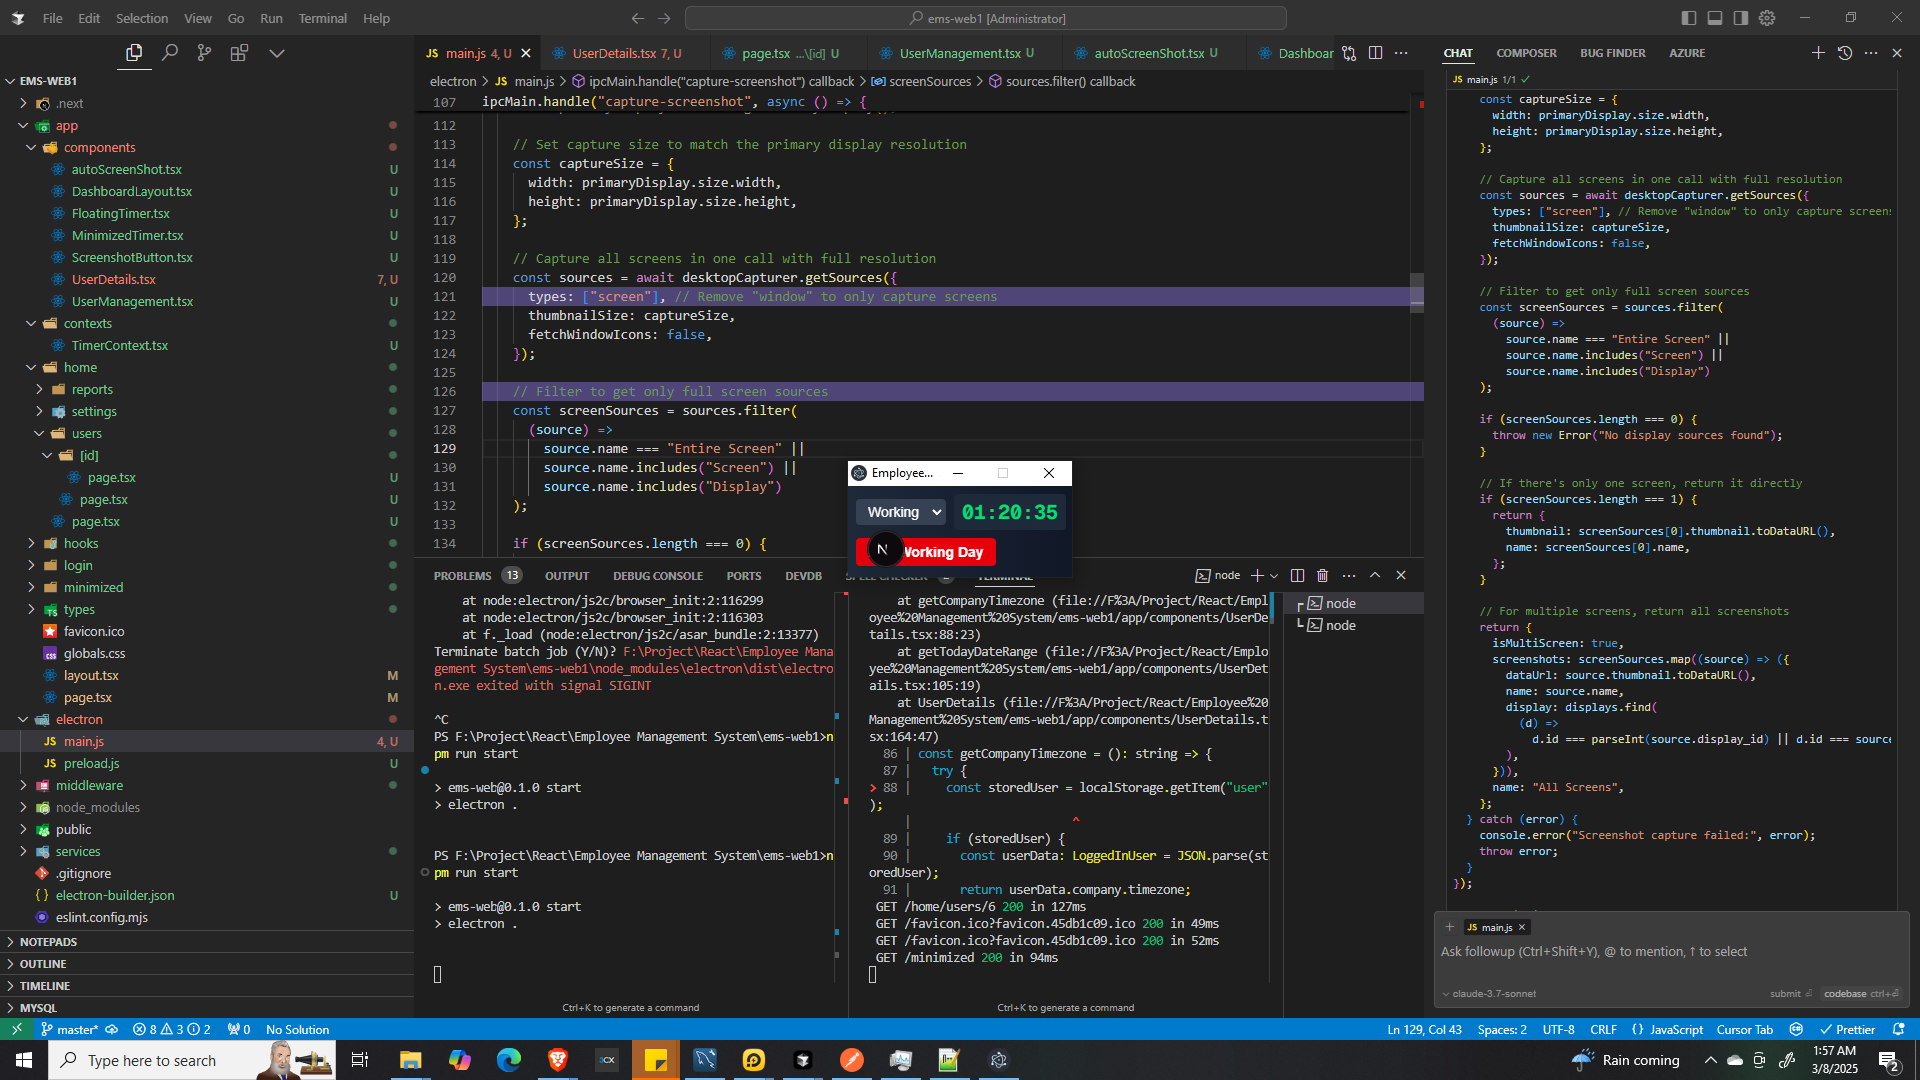 File Edit Selection View Go Run Terminal Help
ems-web1 [Administrator]
EMS-WEB1
.next
app
components
autoScreenShot.tsx U
DashboardLayout.tsx U
FloatingTimer.tsx U
MinimizedTimer.tsx U
ScreenshotButton.tsx U
UserDetails.tsx 7, U
UserManagement.tsx U
contexts
TimerContext.tsx U
home
reports
settings
users
[id]
page.tsx U
page.tsx U
page.tsx U
hooks
login
minimized
types
favicon.ico
globals.css
layout.tsx M
page.tsx M
electron
main.js 4, U
preload.js U
middleware
node_modules
public
services
.gitignore
electron-builder.json U
eslint.config.mjs
NOTEPADS
OUTLINE
TIMELINE
MYSQL
JS main.js 4, U
UserDetails.tsx 7, U
page.tsx ...\[id] U
UserManagement.tsx U
autoScreenShot.tsx U
Dashboar
electron > JS main.js > ipcMain.handle("capture-screenshot") callback > screenSources > sources.filter() callback
107 ipcMain.handle("capture-screenshot", async () => {
112
113 // Set capture size to match the primary display resolution
114 const captureSize = {
115 width: primaryDisplay.size.width,
116 height: primaryDisplay.size.height,
117 };
118
119 // Capture all screens in one call with full resolution
120 const sources = await desktopCapturer.getSources({
121 types: ["screen"], // Remove "window" to only capture screens
122 thumbnailSize: captureSize,
123 fetchWindowIcons: false,
124 });
125
126 // Filter to get only full screen sources
127 const screenSources = sources.filter(
128 (source) =>
129 source.name === "Entire Screen" ||
130 source.name.includes("Screen") ||
131 source.name.includes("Display")
132 );
133
134 if (screenSources.length === 0) {
Employee...
Working
01:20:35
N
Working Day
PROBLEMS 13 OUTPUT DEBUG CONSOLE PORTS DEVDB
node
at node:electron/js2c/browser_init:2:116299
at node:electron/js2c/browser_init:2:116303
at f._load (node:electron/js2c/asar_bundle:2:13377)
Terminate batch job (Y/N)? F:\Project\React\Employee Mana
gement System\ems-web1\node_modules\electron\dist\electro
n.exe exited with signal SIGINT
^C
PS F:\Project\React\Employee Management System\ems-web1>n
pm run start
> ems-web@0.1.0 start
> electron .
PS F:\Project\React\Employee Management System\ems-web1>n
pm run start
> ems-web@0.1.0 start
> electron .
Ctrl+K to generate a command
at getCompanyTimezone (file://F%3A/Project/React/Empl
oyee%20Management%20System/ems-web1/app/components/UserDe
tails.tsx:88:23)
at getTodayDateRange (file://F%3A/Project/React/Emplo
yee%20Management%20System/ems-web1/app/components/UserDet
ails.tsx:105:19)
at UserDetails (file://F%3A/Project/React/Employee%20
Management%20System/ems-web1/app/components/UserDetails.t
sx:164:47)
86 | const getCompanyTimezone = (): string => {
87 | try {
> 88 | const storedUser = localStorage.getItem("user"
);
| ^
89 | if (storedUser) {
90 | const userData: LoggedInUser = JSON.parse(st
oredUser);
91 | return userData.company.timezone;
GET /home/users/6 200 in 127ms
GET /favicon.ico?favicon.45db1c09.ico 200 in 49ms
GET /favicon.ico?favicon.45db1c09.ico 200 in 52ms
GET /minimized 200 in 94ms
Ctrl+K to generate a command
node
node
CHAT COMPOSER BUG FINDER AZURE
JS main.js 1/1
const captureSize = {
width: primaryDisplay.size.width,
height: primaryDisplay.size.height,
};
// Capture all screens in one call with full resolution
const sources = await desktopCapturer.getSources({
types: ["screen"], // Remove "window" to only capture screens
thumbnailSize: captureSize,
fetchWindowIcons: false,
});
// Filter to get only full screen sources
const screenSources = sources.filter(
(source) =>
source.name === "Entire Screen" ||
source.name.includes("Screen") ||
source.name.includes("Display")
);
if (screenSources.length === 0) {
throw new Error("No display sources found");
}
// If there's only one screen, return it directly
if (screenSources.length === 1) {
return {
thumbnail: screenSources[0].thumbnail.toDataURL(),
name: screenSources[0].name,
};
}
// For multiple screens, return all screenshots
return {
isMultiScreen: true,
screenshots: screenSources.map((source) => ({
dataUrl: source.thumbnail.toDataURL(),
name: source.name,
display: displays.find(
(d) =>
d.id === parseInt(source.display_id) || d.id === source
),
})),
name: "All Screens",
};
} catch (error) {
console.error("Screenshot capture failed:", error);
throw error;
}
});
JS main.js
Ask followup (Ctrl+Shift+Y), @ to mention, ↑ to select
claude-3.7-sonnet
submit
codebase ctrl+
master*
8 3 2
0
No Solution
Ln 129, Col 43 Spaces: 2 UTF-8 CRLF {} JavaScript Cursor Tab Prettier
Type here to search
Rain coming
1:57 AM
3/8/2025
2